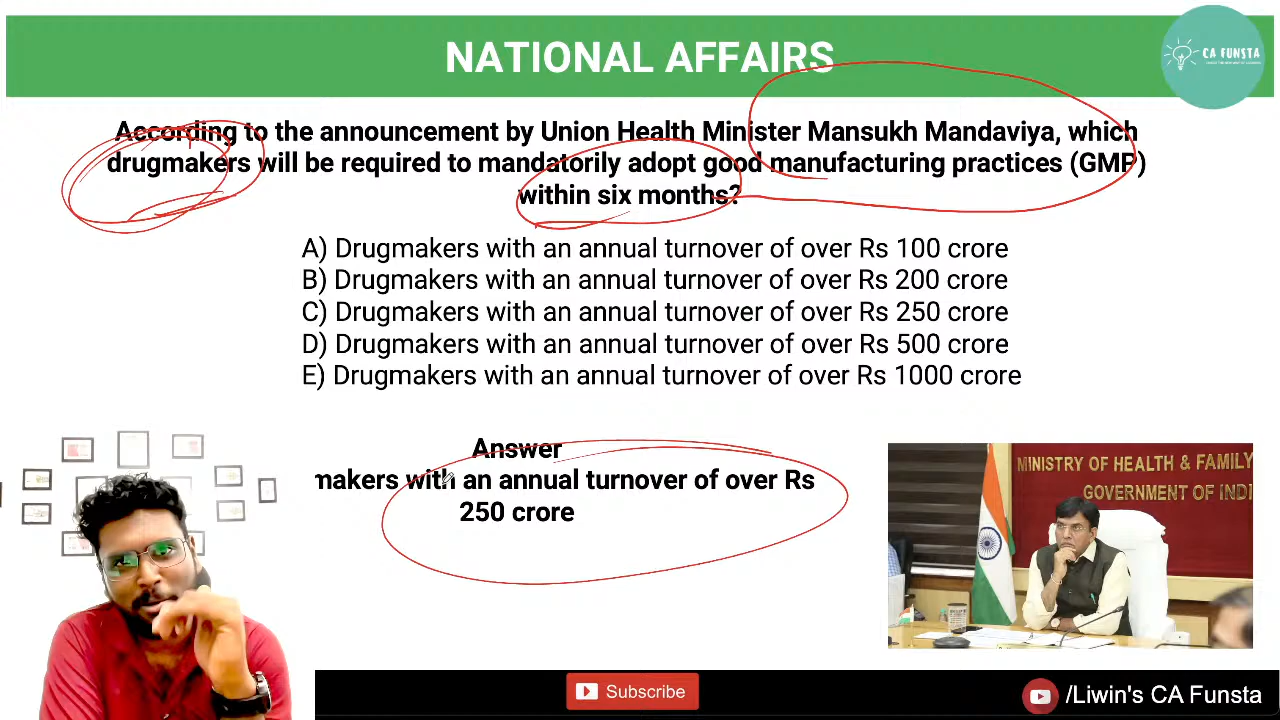 NATIONAL AFFAIRS
CA FUNSTA
According to the announcement by Union Health Minister Mansukh Mandaviya, which
drugmakers will be required to mandatorily adopt good manufacturing practices (GMP)
within six months?
A) Drugmakers with an annual turnover of over Rs 100 crore
B) Drugmakers with an annual turnover of over Rs 200 crore
C) Drugmakers with an annual turnover of over Rs 250 crore
D) Drugmakers with an annual turnover of over Rs 500 crore
E) Drugmakers with an annual turnover of over Rs 1000 crore
Answer
makers with an annual turnover of over Rs
250 crore
MINISTRY OF HEALTH & FAMILY
GOVERNMENT OF INDI
Subscribe
/Liwin's CA Funsta